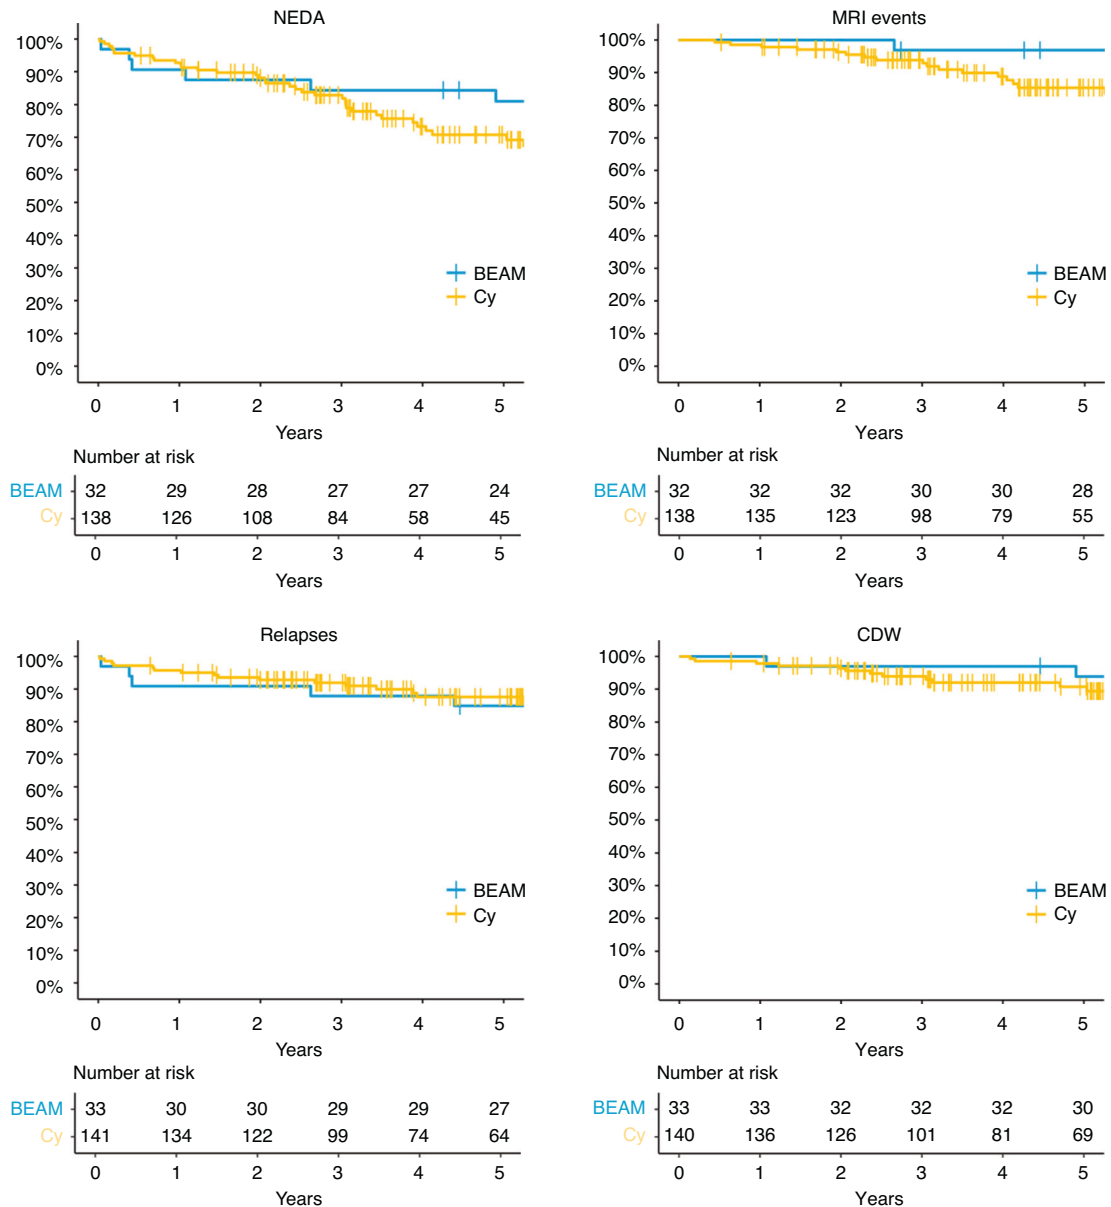 NEDA
100%
90%
80%
70%
60%
50%
40%
30%
20%
10%
0%
BEAM
Cy
0 1 2 3 4 5
Years
Number at risk
BEAM 32 29 28 27 27 24
Cy 138 126 108 84 58 45
0 1 2 3 4 5
Years
MRI events
100%
90%
80%
70%
60%
50%
40%
30%
20%
10%
0%
BEAM
Cy
0 1 2 3 4 5
Years
Number at risk
BEAM 32 32 32 30 30 28
Cy 138 135 123 98 79 55
0 1 2 3 4 5
Years
Relapses
100%
90%
80%
70%
60%
50%
40%
30%
20%
10%
0%
BEAM
Cy
0 1 2 3 4 5
Years
Number at risk
BEAM 33 30 30 29 29 27
Cy 141 134 122 99 74 64
0 1 2 3 4 5
Years
CDW
100%
90%
80%
70%
60%
50%
40%
30%
20%
10%
0%
BEAM
Cy
0 1 2 3 4 5
Years
Number at risk
BEAM 33 33 32 32 32 30
Cy 140 136 126 101 81 69
0 1 2 3 4 5
Years